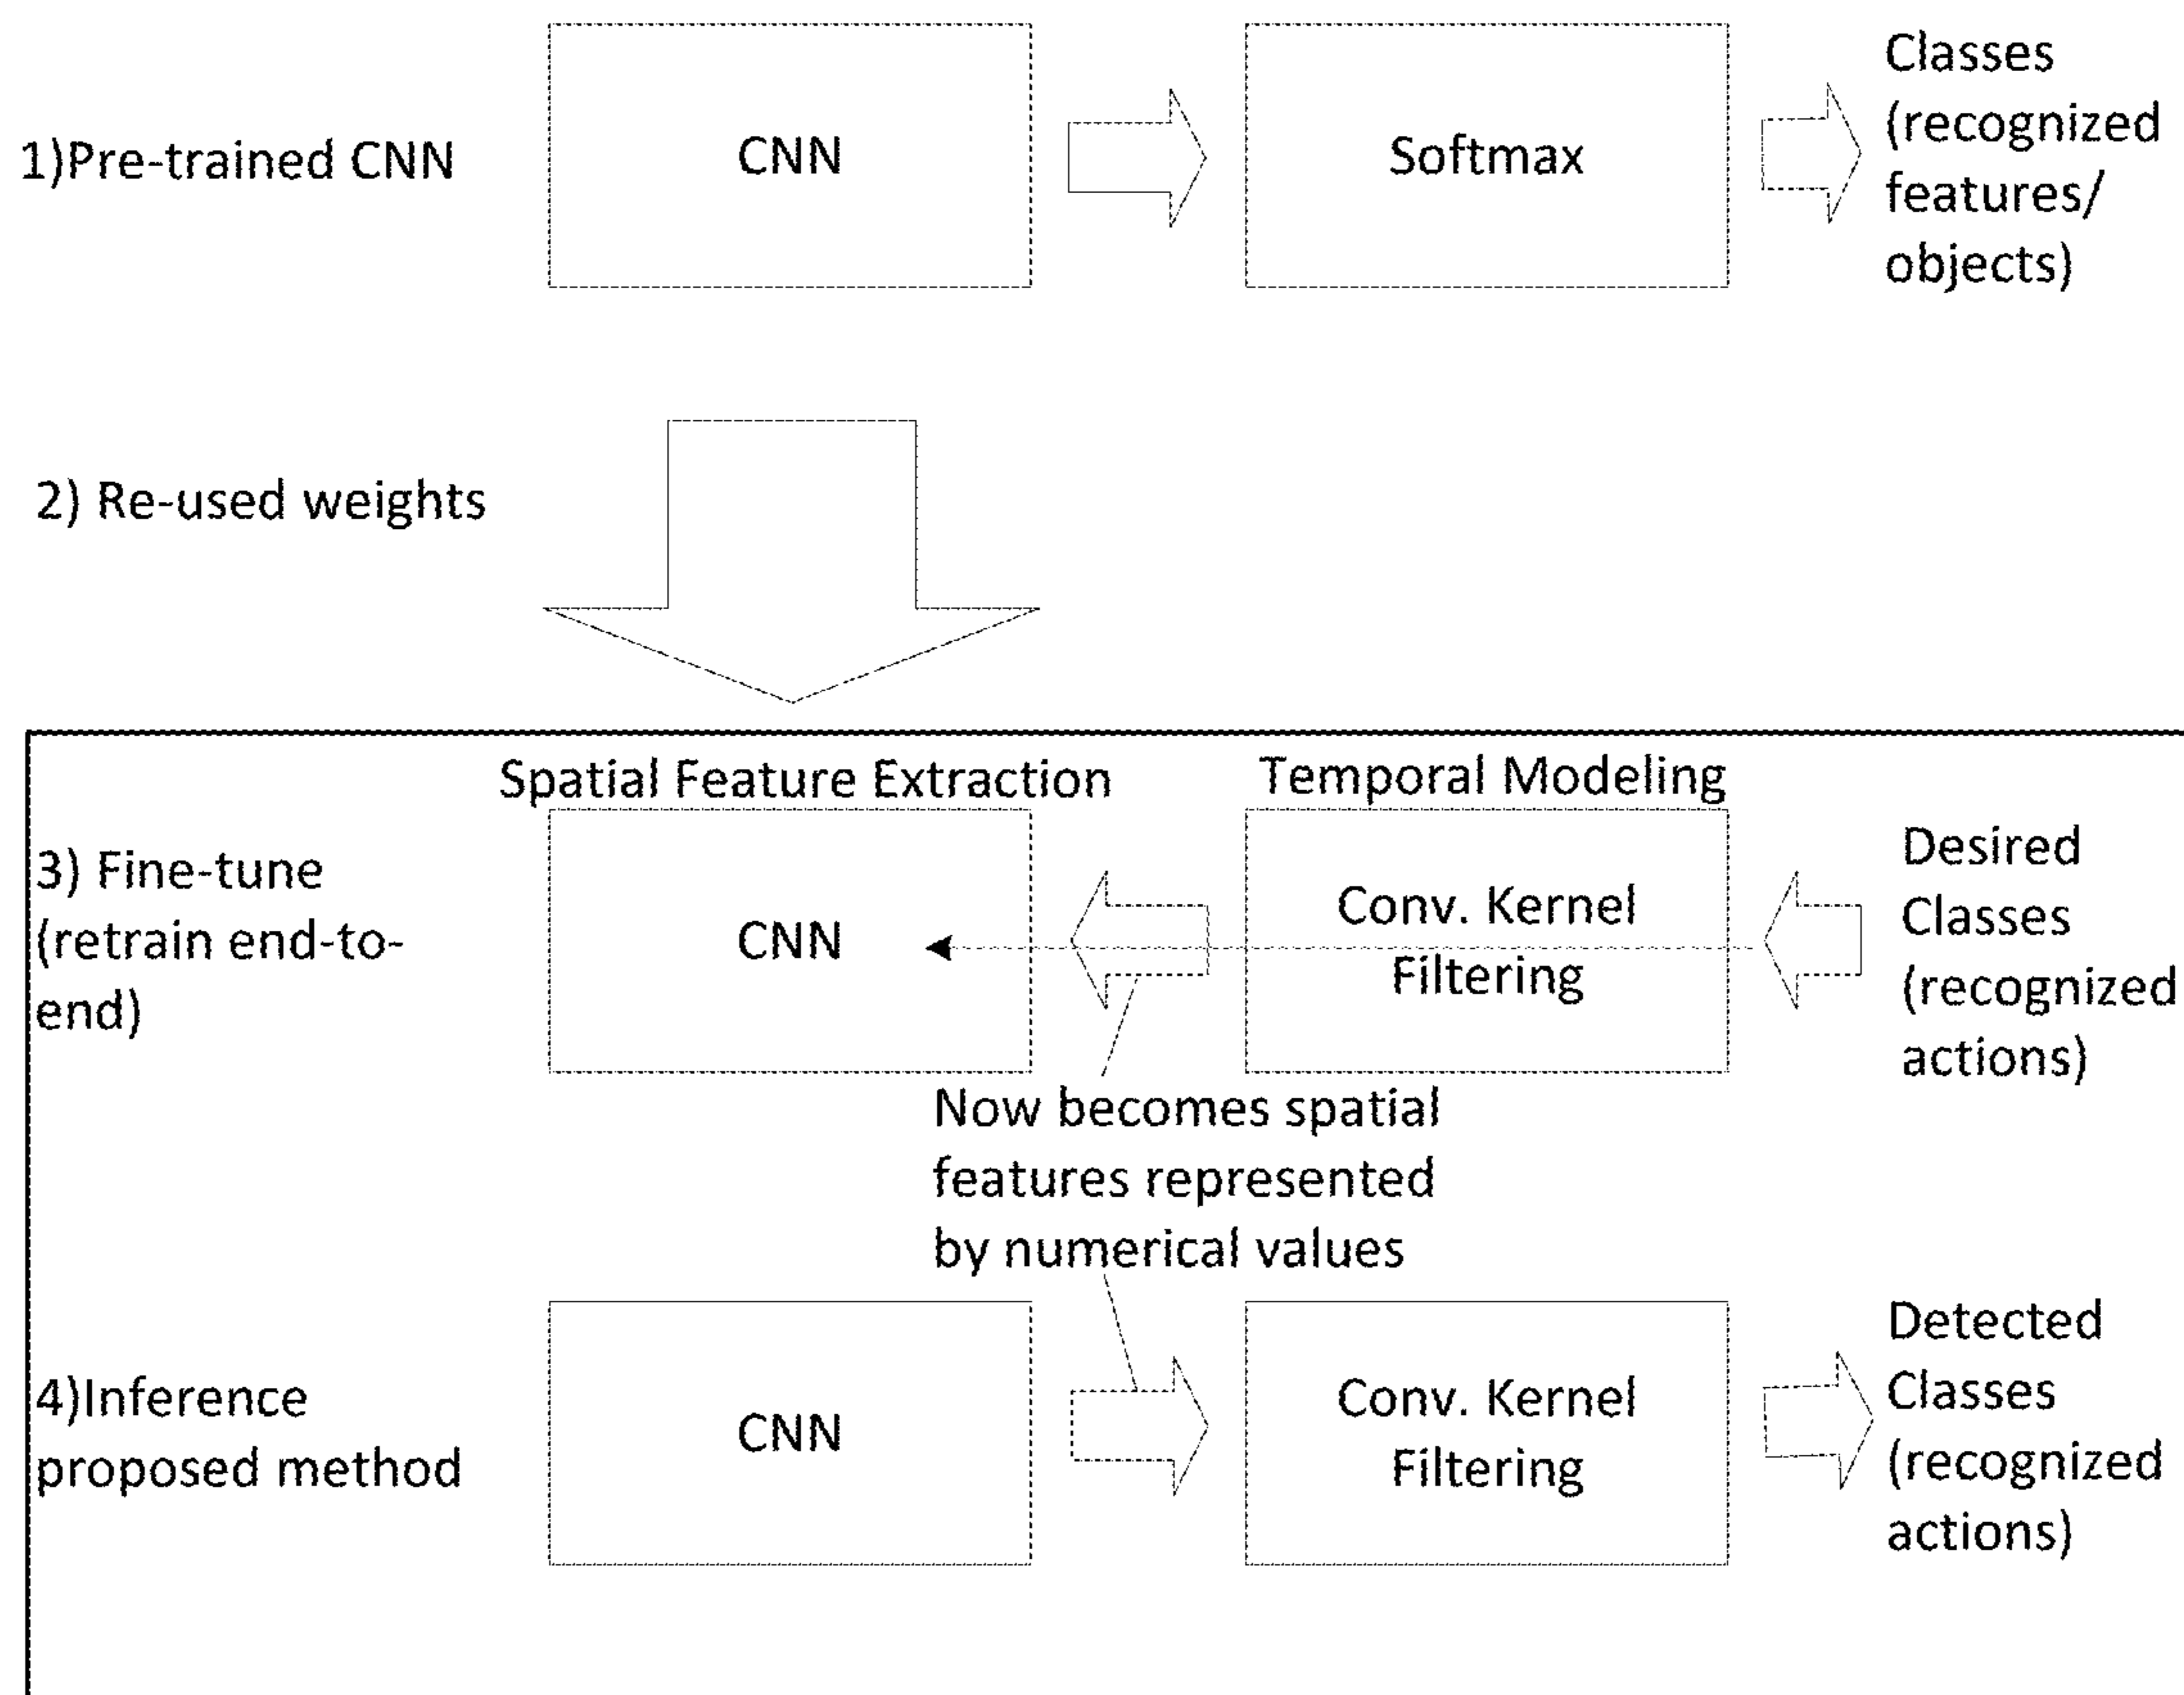 1)Pre-trained CNN
CNN
Softmax
Classes
(recognized
features/
objects)
2) Re-used weights
Spatial Feature Extraction
Temporal Modeling
3) Fine-tune
(retrain end-to-
end)
CNN
Conv. Kernel
Filtering
Desired
Classes
(recognized
actions)
Now becomes spatial
features represented
by numerical values
4)Inference
proposed method
CNN
Conv. Kernel
Filtering
Detected
Classes
(recognized
actions)